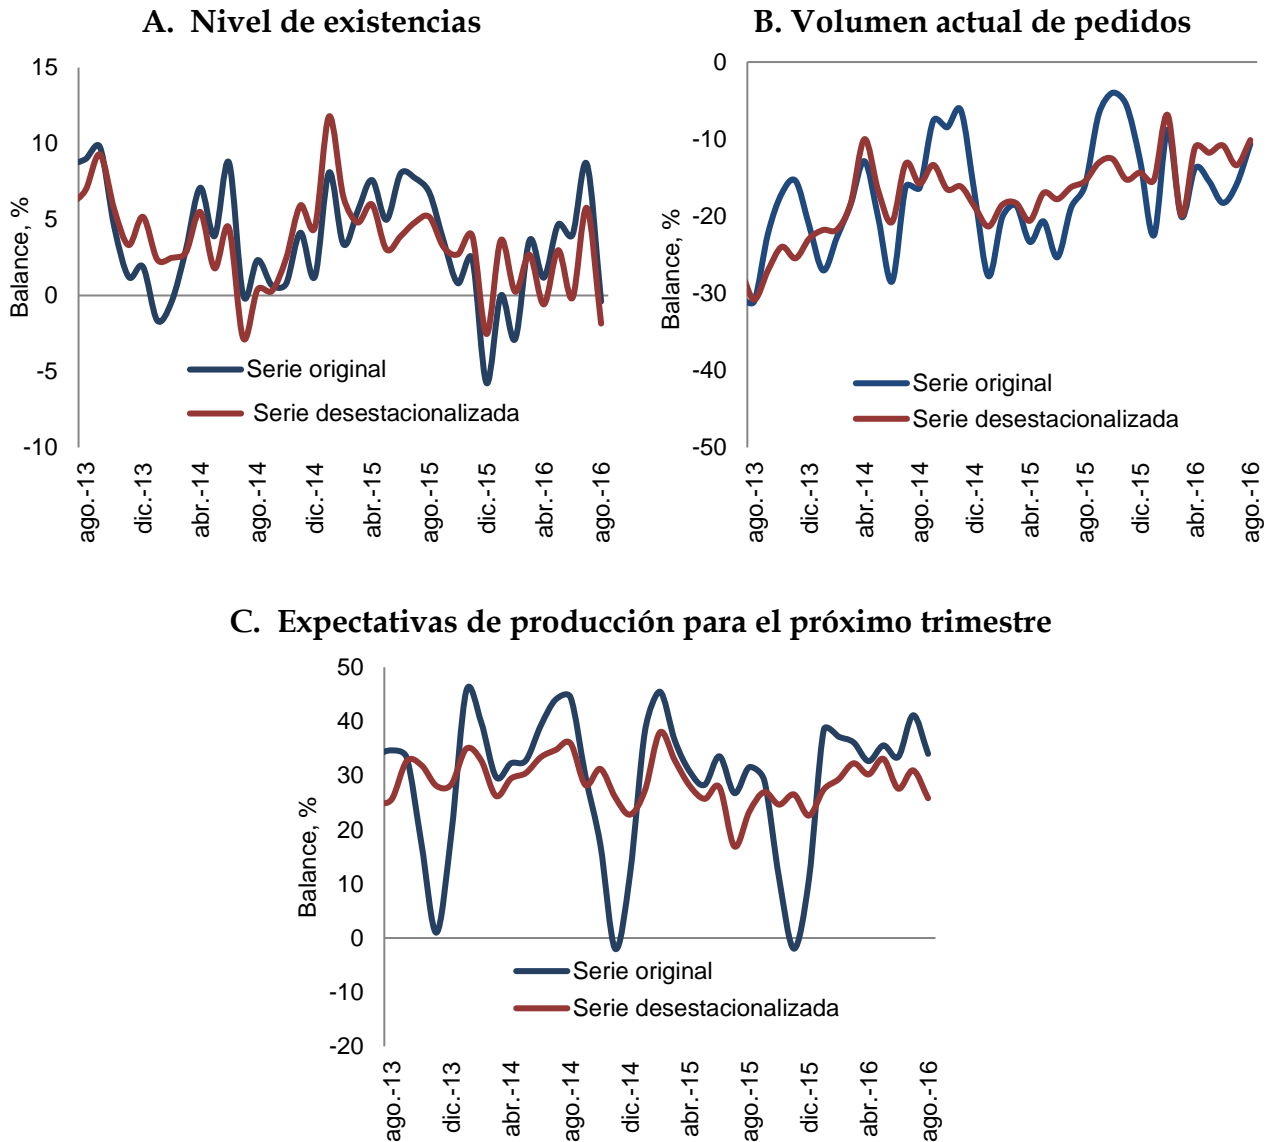 A. Nivel de existencias
Balance, %
15
10
5
0
-5
-10
Serie original
Serie desestacionalizada
ago.-13
dic.-13
abr.-14
ago.-14
dic.-14
abr.-15
ago.-15
dic.-15
abr.-16
ago.-16
B. Volumen actual de pedidos
Balance, %
0
-10
-20
-30
-40
-50
Serie original
Serie desestacionalizada
ago.-13
dic.-13
abr.-14
ago.-14
dic.-14
abr.-15
ago.-15
dic.-15
abr.-16
ago.-16
C. Expectativas de producción para el próximo trimestre
Balance, %
50
40
30
20
10
0
-10
-20
Serie original
Serie desestacionalizada
ago.-13
dic.-13
abr.-14
ago.-14
dic.-14
abr.-15
ago.-15
dic.-15
abr.-16
ago.-16